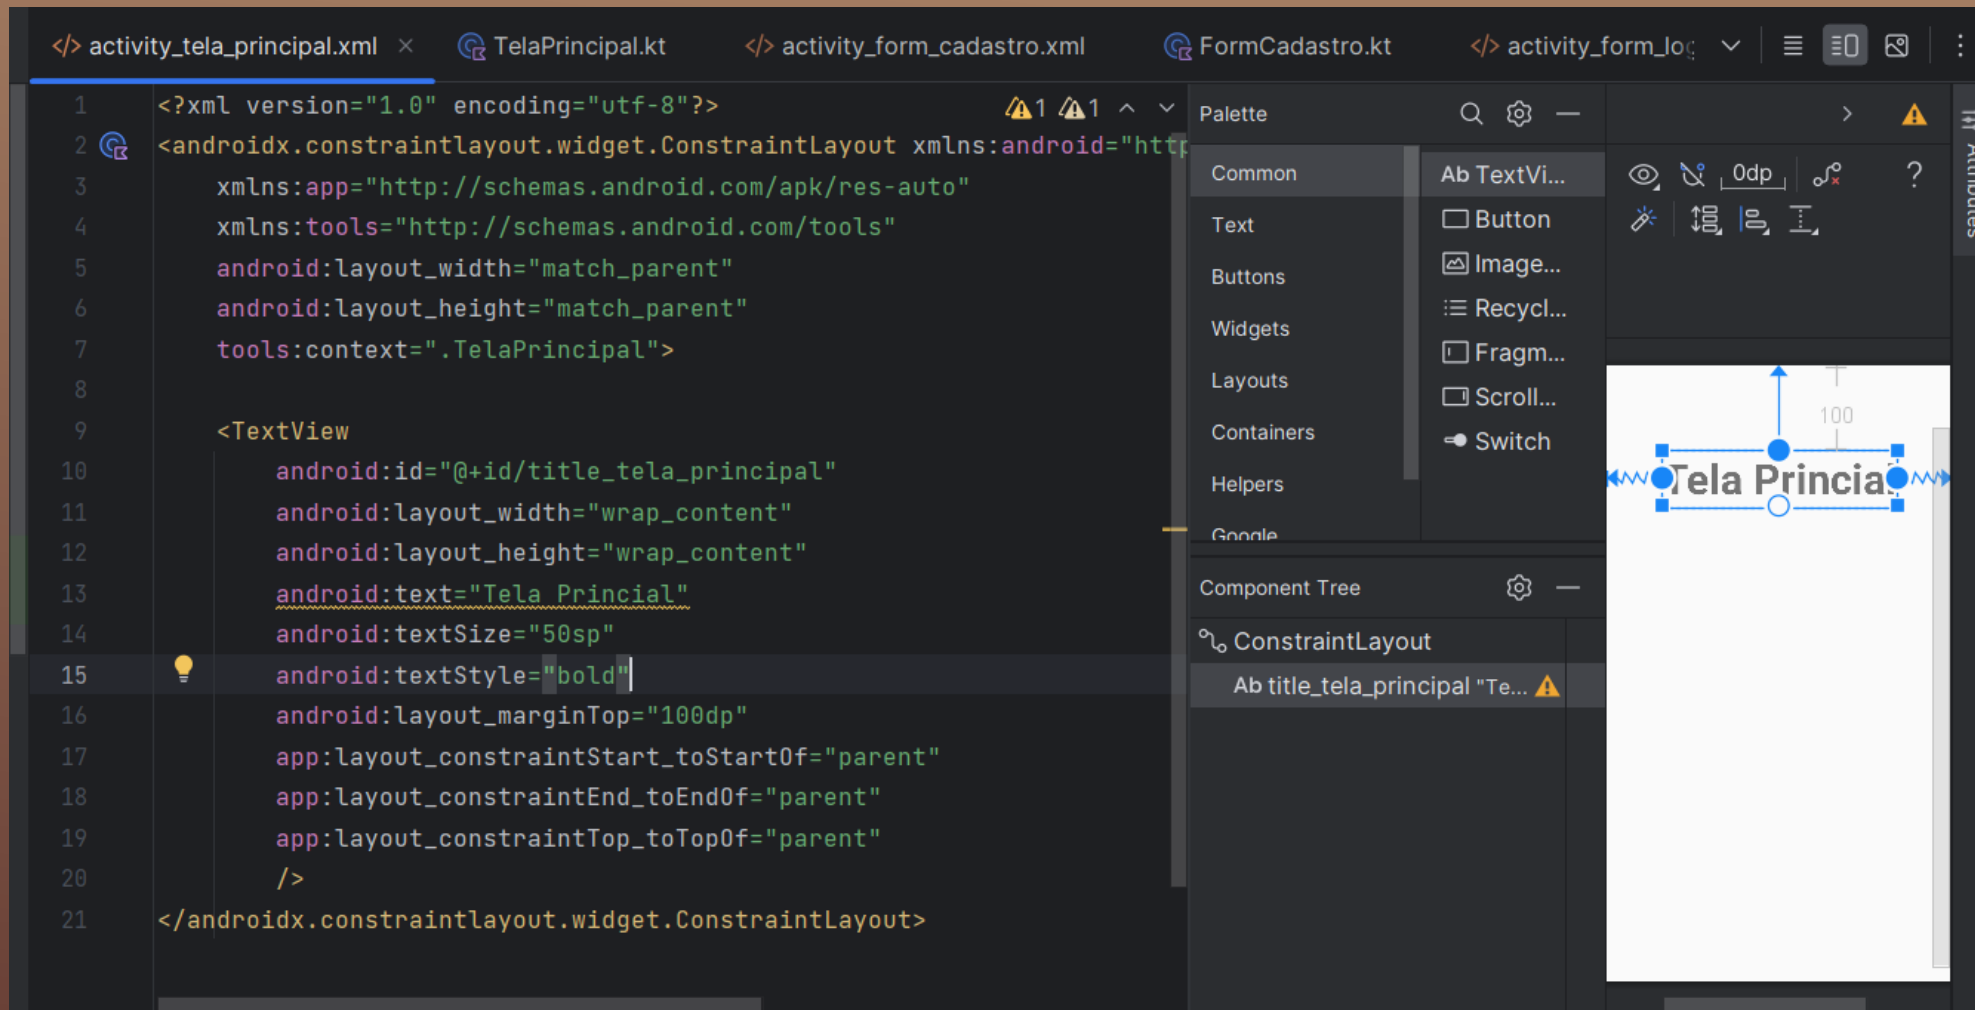 activity_tela_principal.xml
TelaPrincipal.kt
activity_form_cadastro.xml
FormCadastro.kt
activity_form_log
1 <?xml version="1.0" encoding="utf-8"?>
1 1
2 <androidx.constraintlayout.widget.ConstraintLayout xmlns:android="http
3 xmlns:app="http://schemas.android.com/apk/res-auto"
4 xmlns:tools="http://schemas.android.com/tools"
5 android:layout_width="match_parent"
6 android:layout_height="match_parent"
7 tools:context=".TelaPrincipal">
8
9 <TextView
10 android:id="@+id/title_tela_principal"
11 android:layout_width="wrap_content"
12 android:layout_height="wrap_content"
13 android:text="Tela Princial"
14 android:textSize="50sp"
15 android:textStyle="bold"
16 android:layout_marginTop="100dp"
17 app:layout_constraintStart_toStartOf="parent"
18 app:layout_constraintEnd_toEndOf="parent"
19 app:layout_constraintTop_toTopOf="parent"
20 />
21 </androidx.constraintlayout.widget.ConstraintLayout>
Palette
Common
Text
Buttons
Widgets
Layouts
Containers
Helpers
Google
Ab TextVi...
Button
Image...
Recycl...
Fragm...
Scroll...
Switch
Component Tree
ConstraintLayout
Ab title_tela_principal "Te...
0dp
?
100
Tela Princial
Attributes